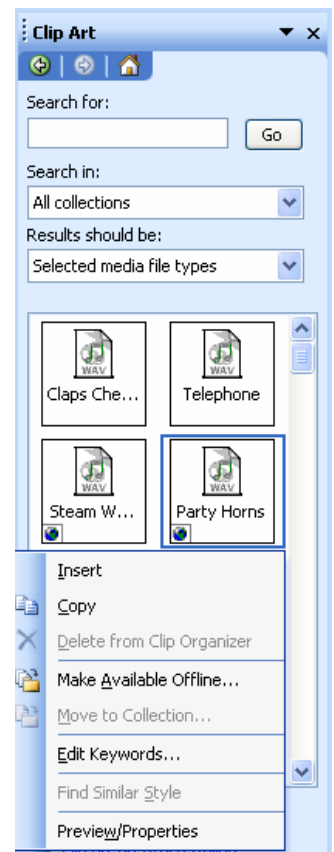 Clip Art
Search for:
Go
Search in:
All collections
Results should be:
Selected media file types
WAV WAV
Claps Che... Telephone
WAV WAV
Steam W... Party Horns
Insert
Copy
Delete from Clip Organizer
Make Available Offline...
Move to Collection...
Edit Keywords...
Find Similar Style
Preview/Properties